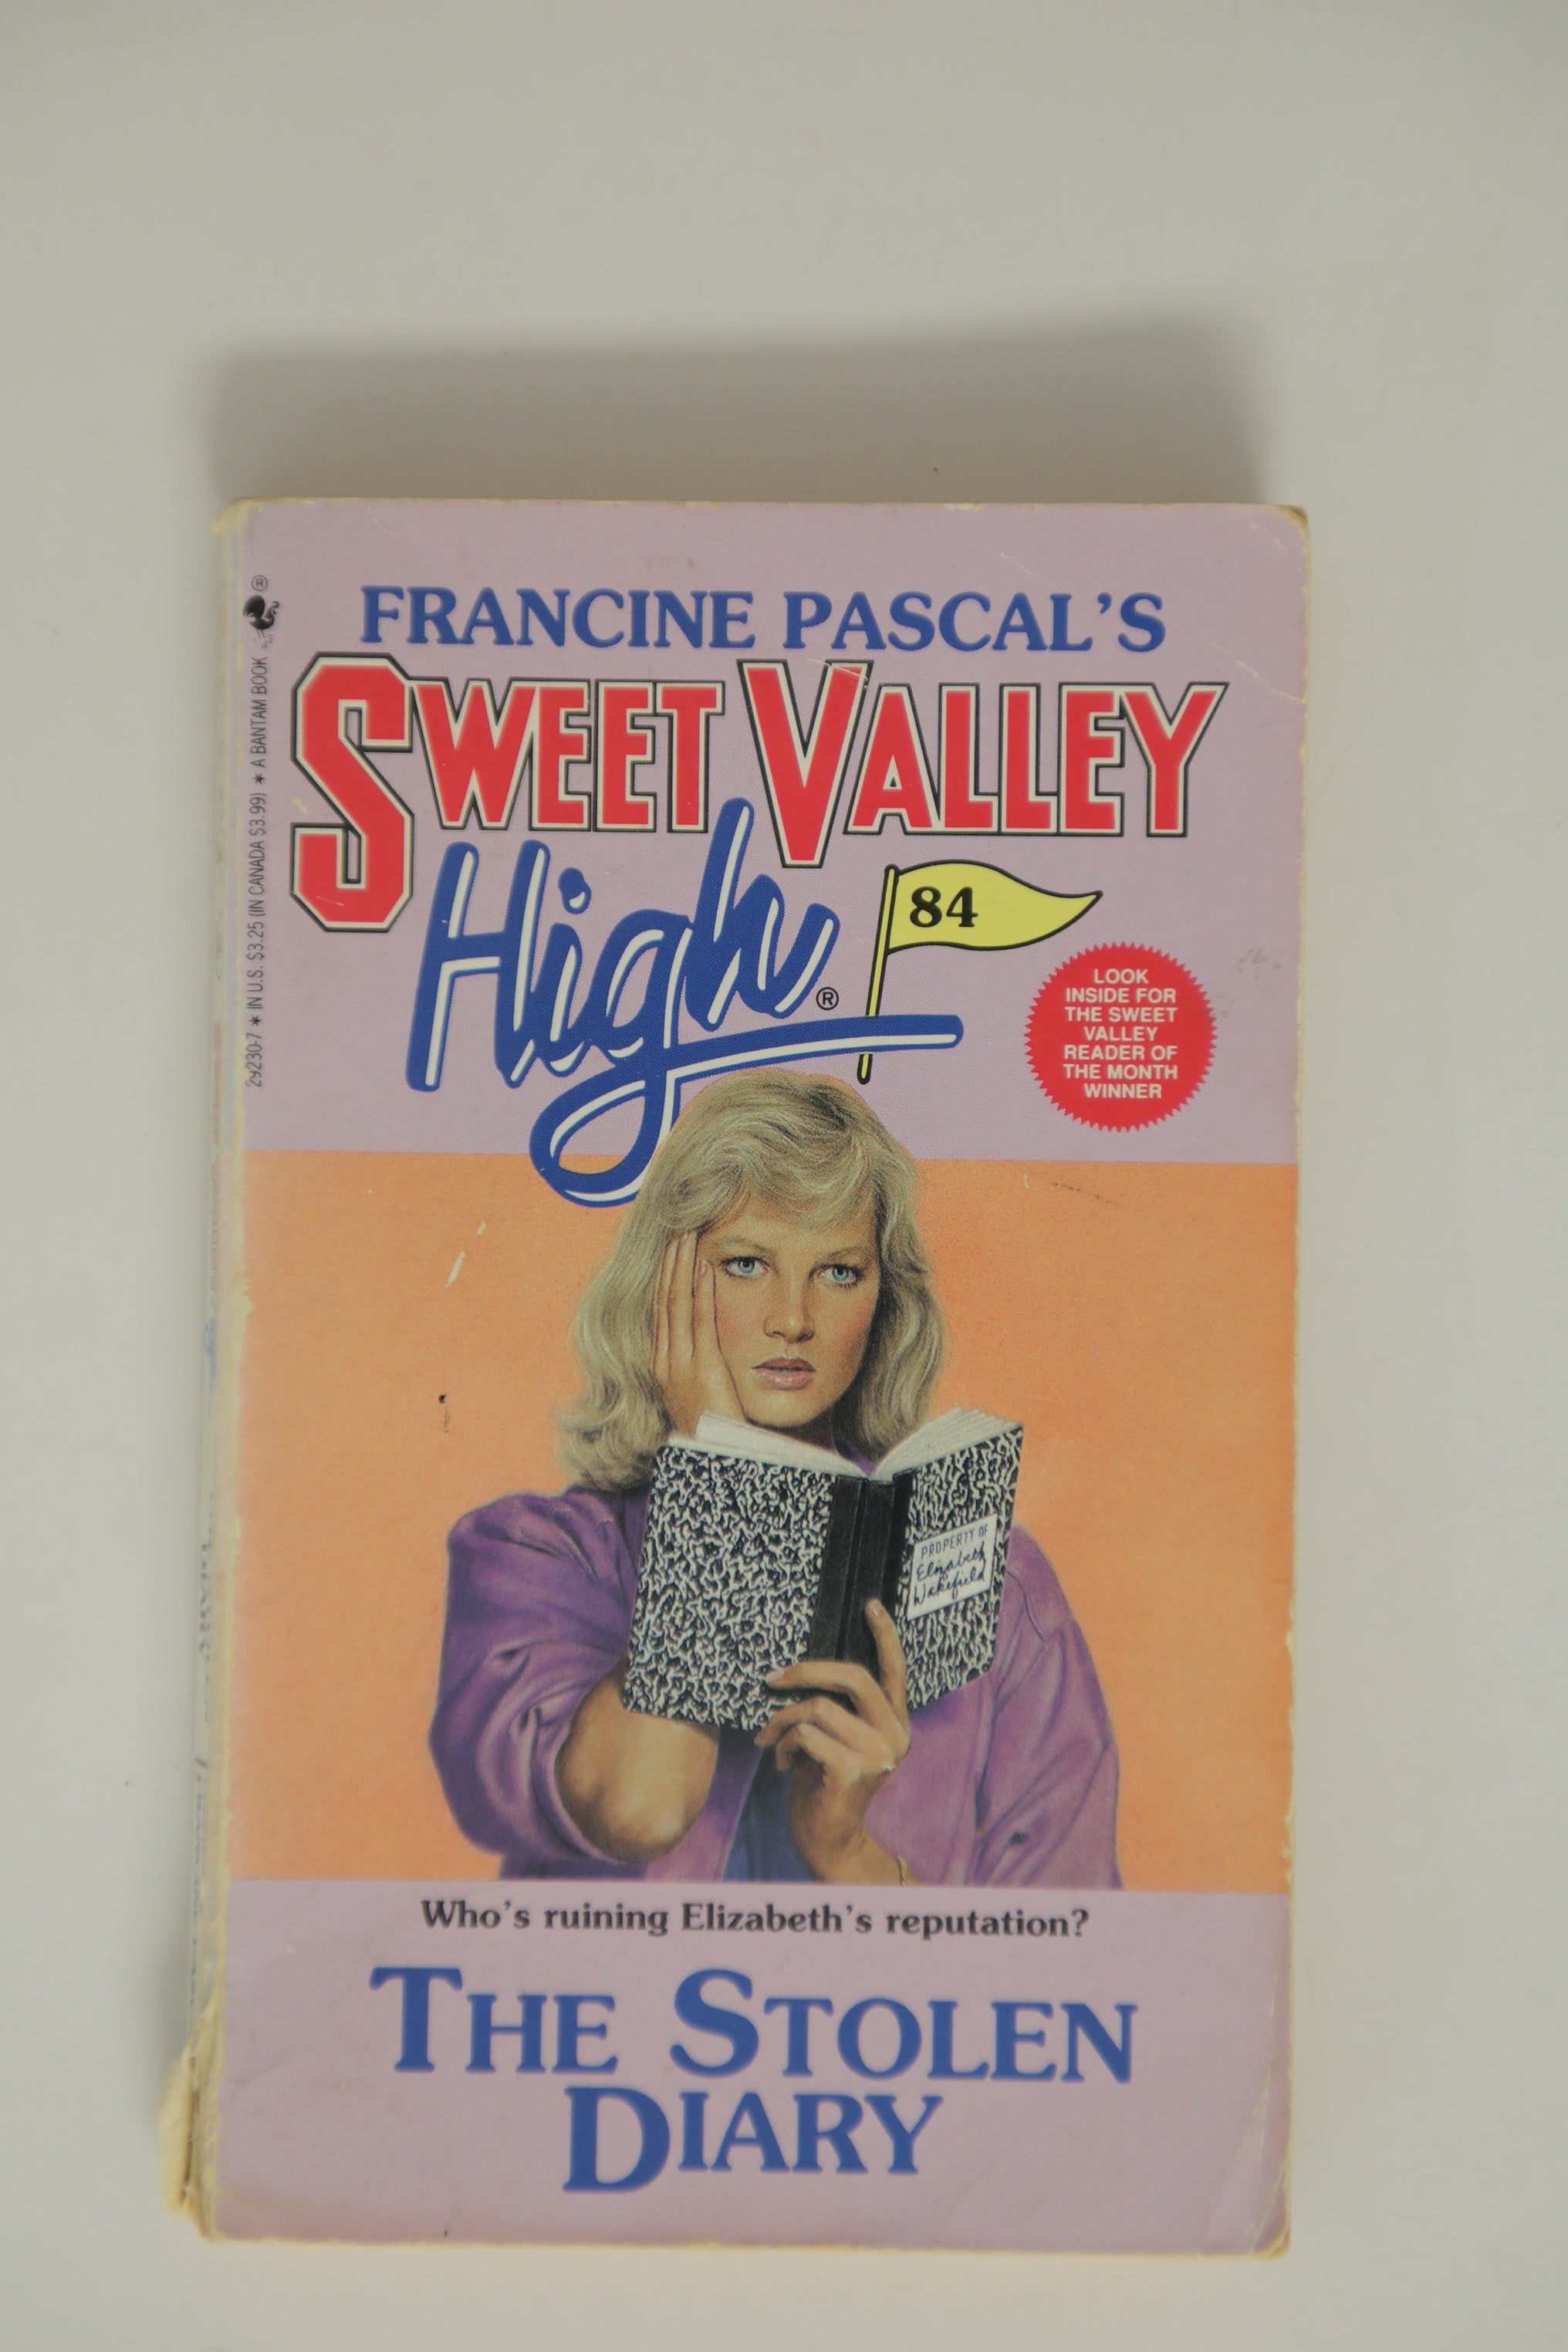 FRANCINE PASCAL'S
SWEET VALLEY
High®
84
LOOK
INSIDE FOR
THE SWEET
VALLEY
READER OF
THE MONTH
WINNER
29230-7 ★ IN U.S. $3.25 (IN CANADA $3.99) ★ A BANTAM BOOK
®
PROPERTY OF
Elizabeth
Wakefield
Who's ruining Elizabeth's reputation?
THE STOLEN
DIARY